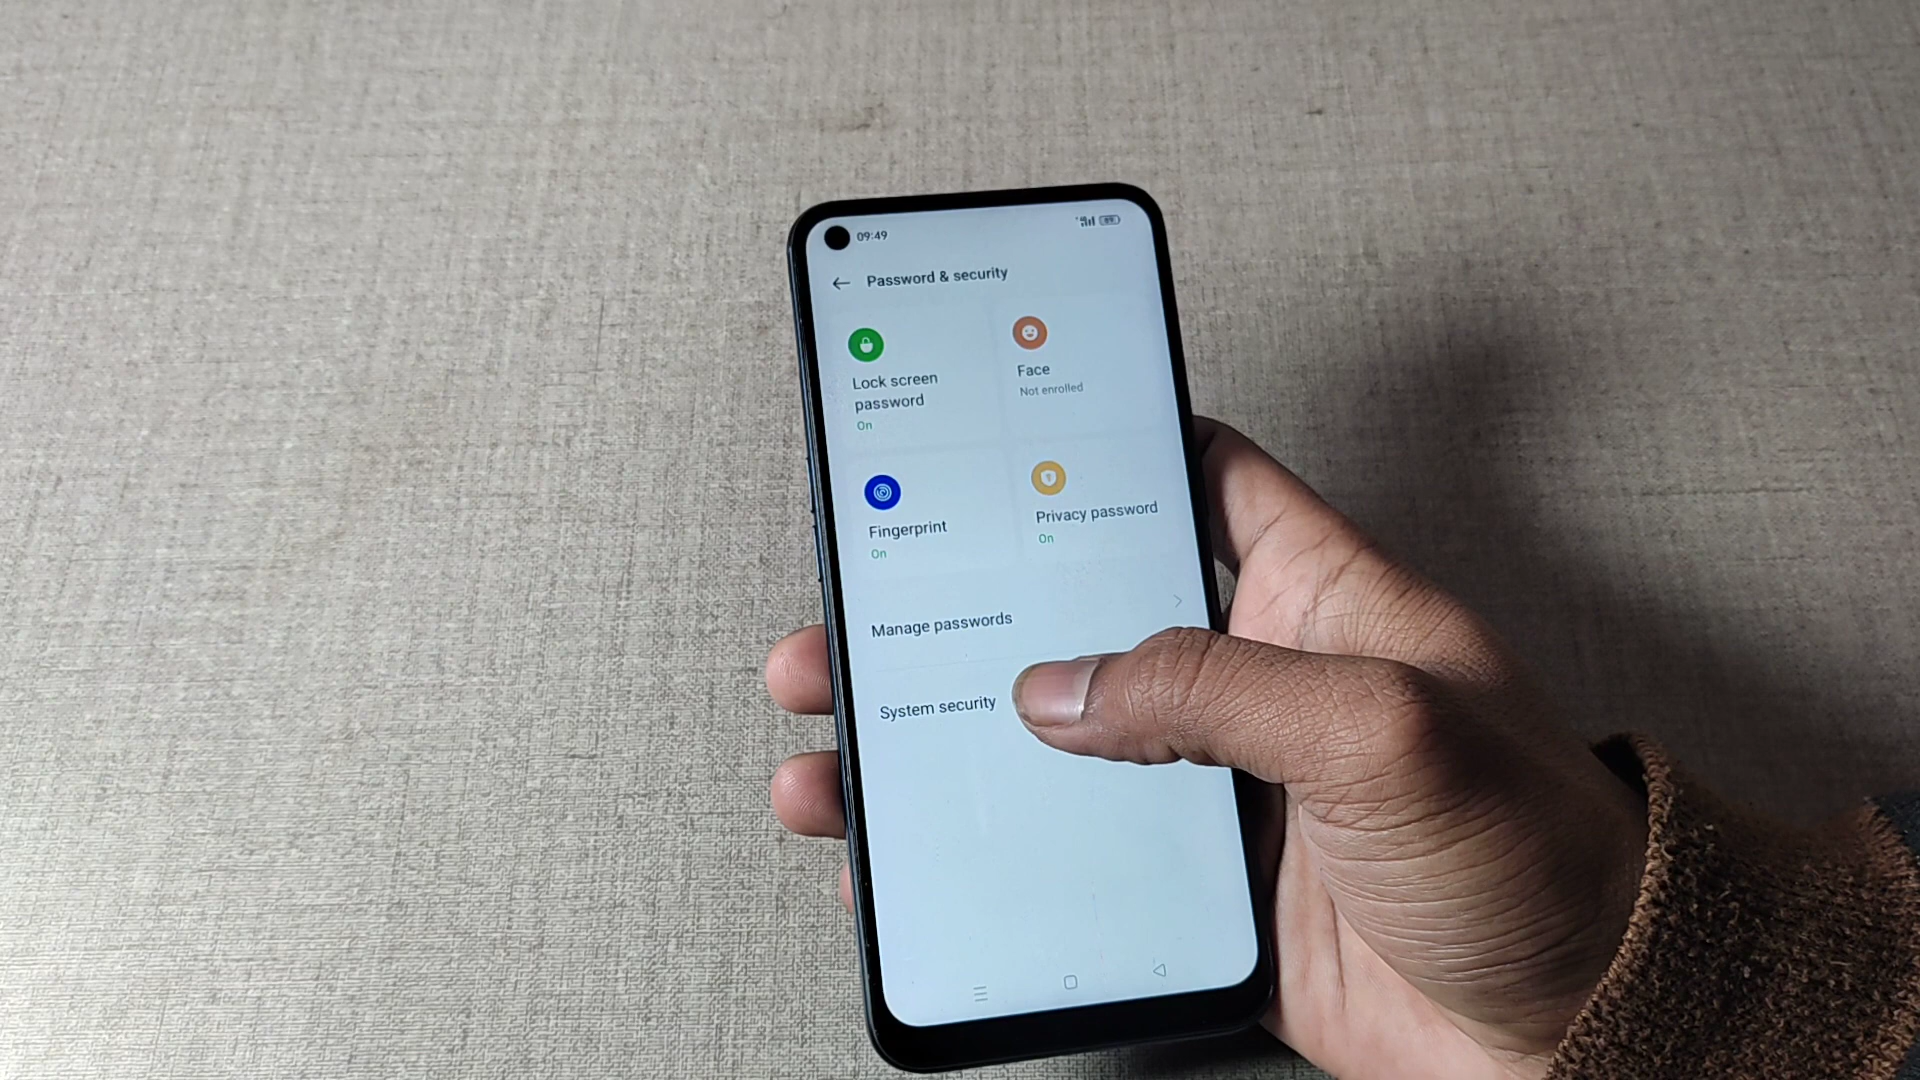 09:49
Password & security
Lock screen
password
On
Face
Not enrolled
Fingerprint
On
Privacy password
On
Manage passwords
System security